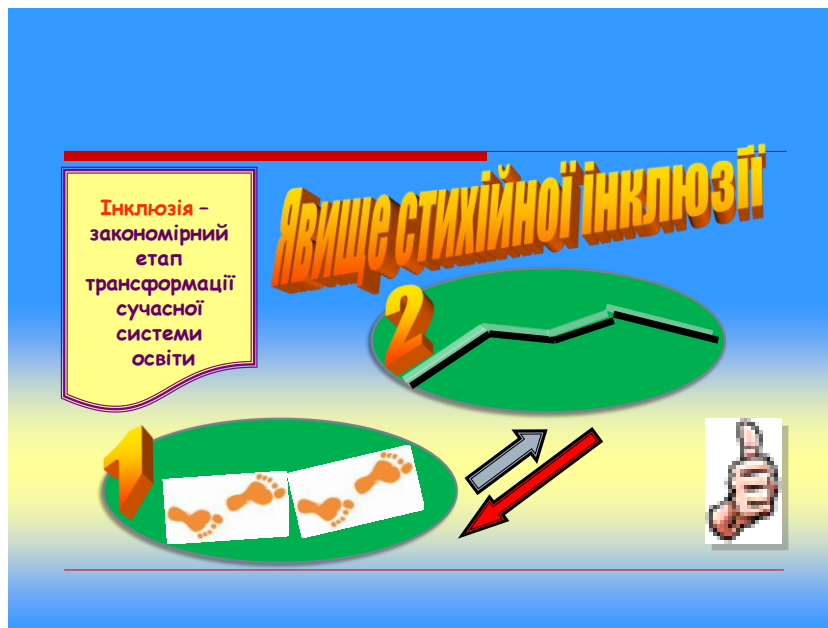 Явище стихійної інклюзії
Інклюзія –
закономірний
етап
трансформації
сучасної
системи
освіти
2
1